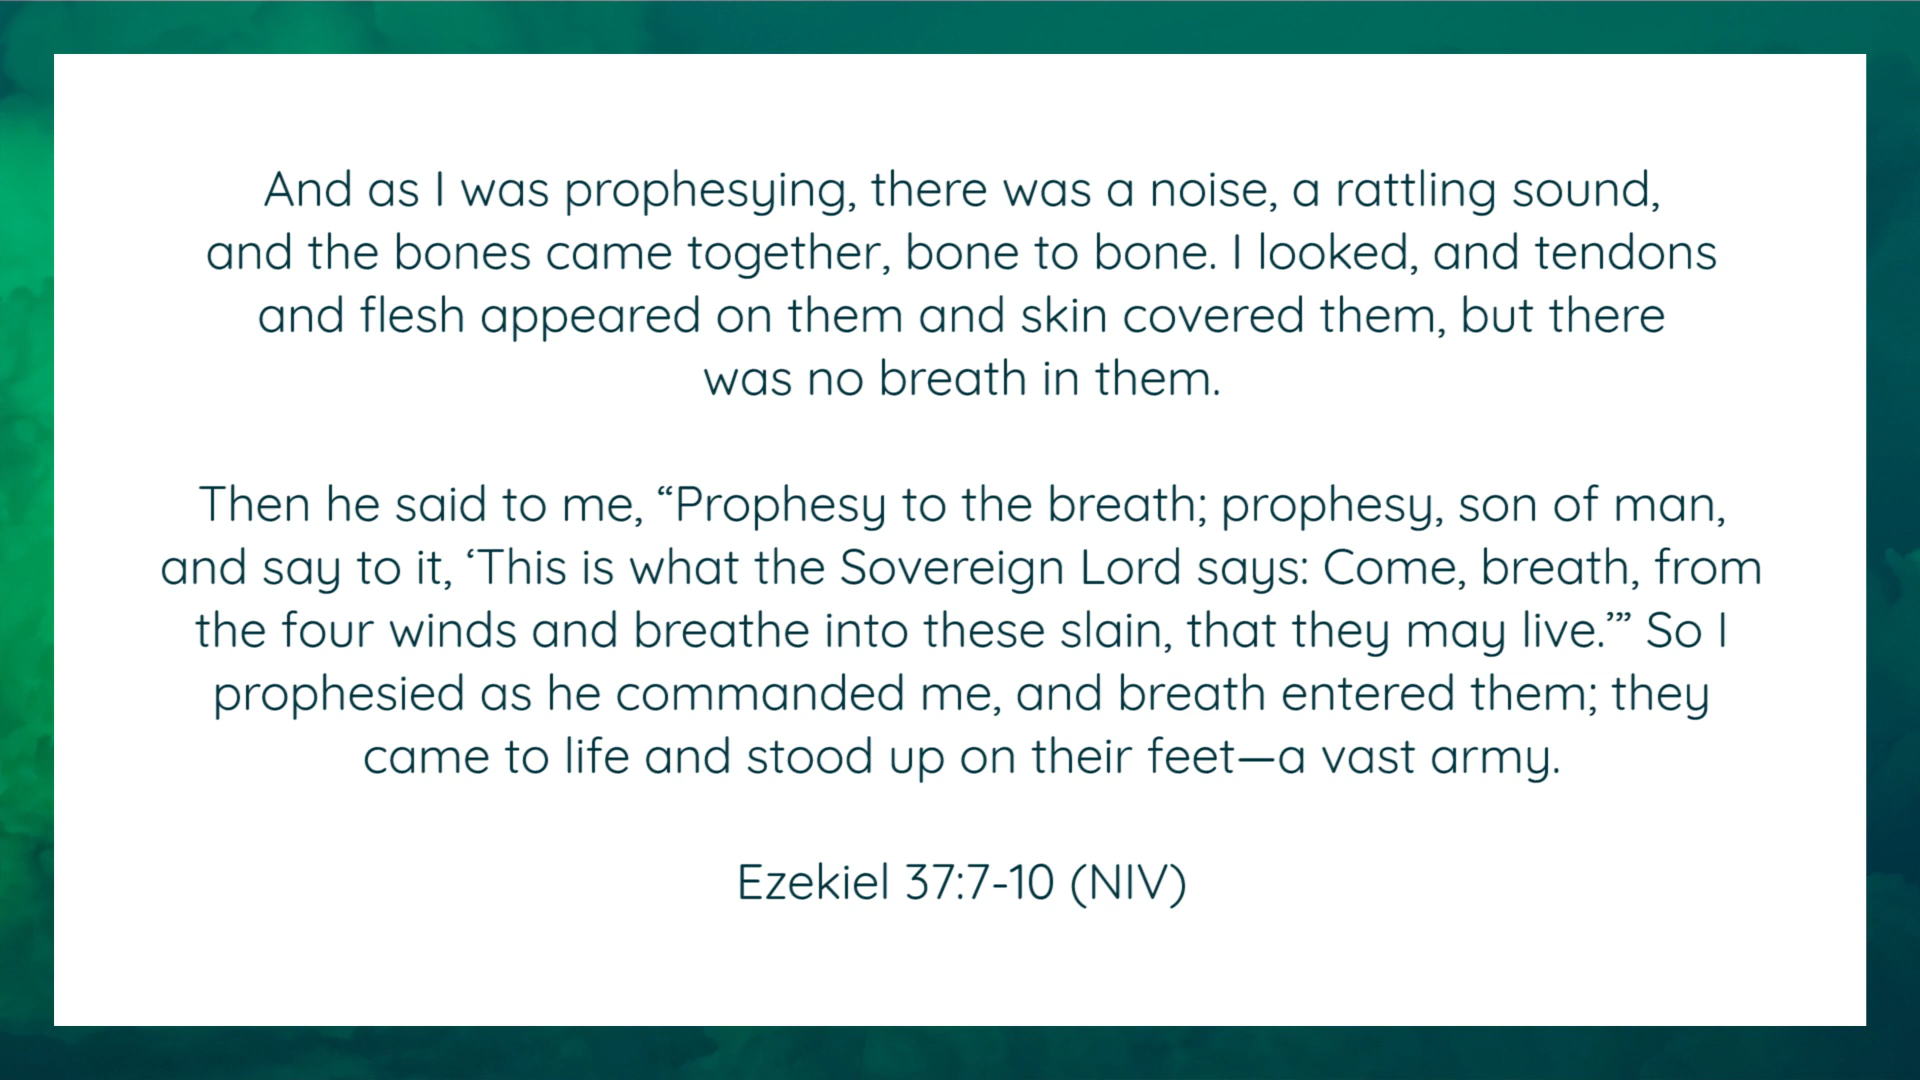 And as I was prophesying, there was a noise, a rattling sound,
and the bones came together, bone to bone. I looked, and tendons
and flesh appeared on them and skin covered them, but there
was no breath in them.
Then he said to me, “Prophesy to the breath; prophesy, son of man,
and say to it, ‘This is what the Sovereign Lord says: Come, breath, from
the four winds and breathe into these slain, that they may live.’” So I
prophesied as he commanded me, and breath entered them; they
came to life and stood up on their feet—a vast army.
Ezekiel 37:7-10 (NIV)